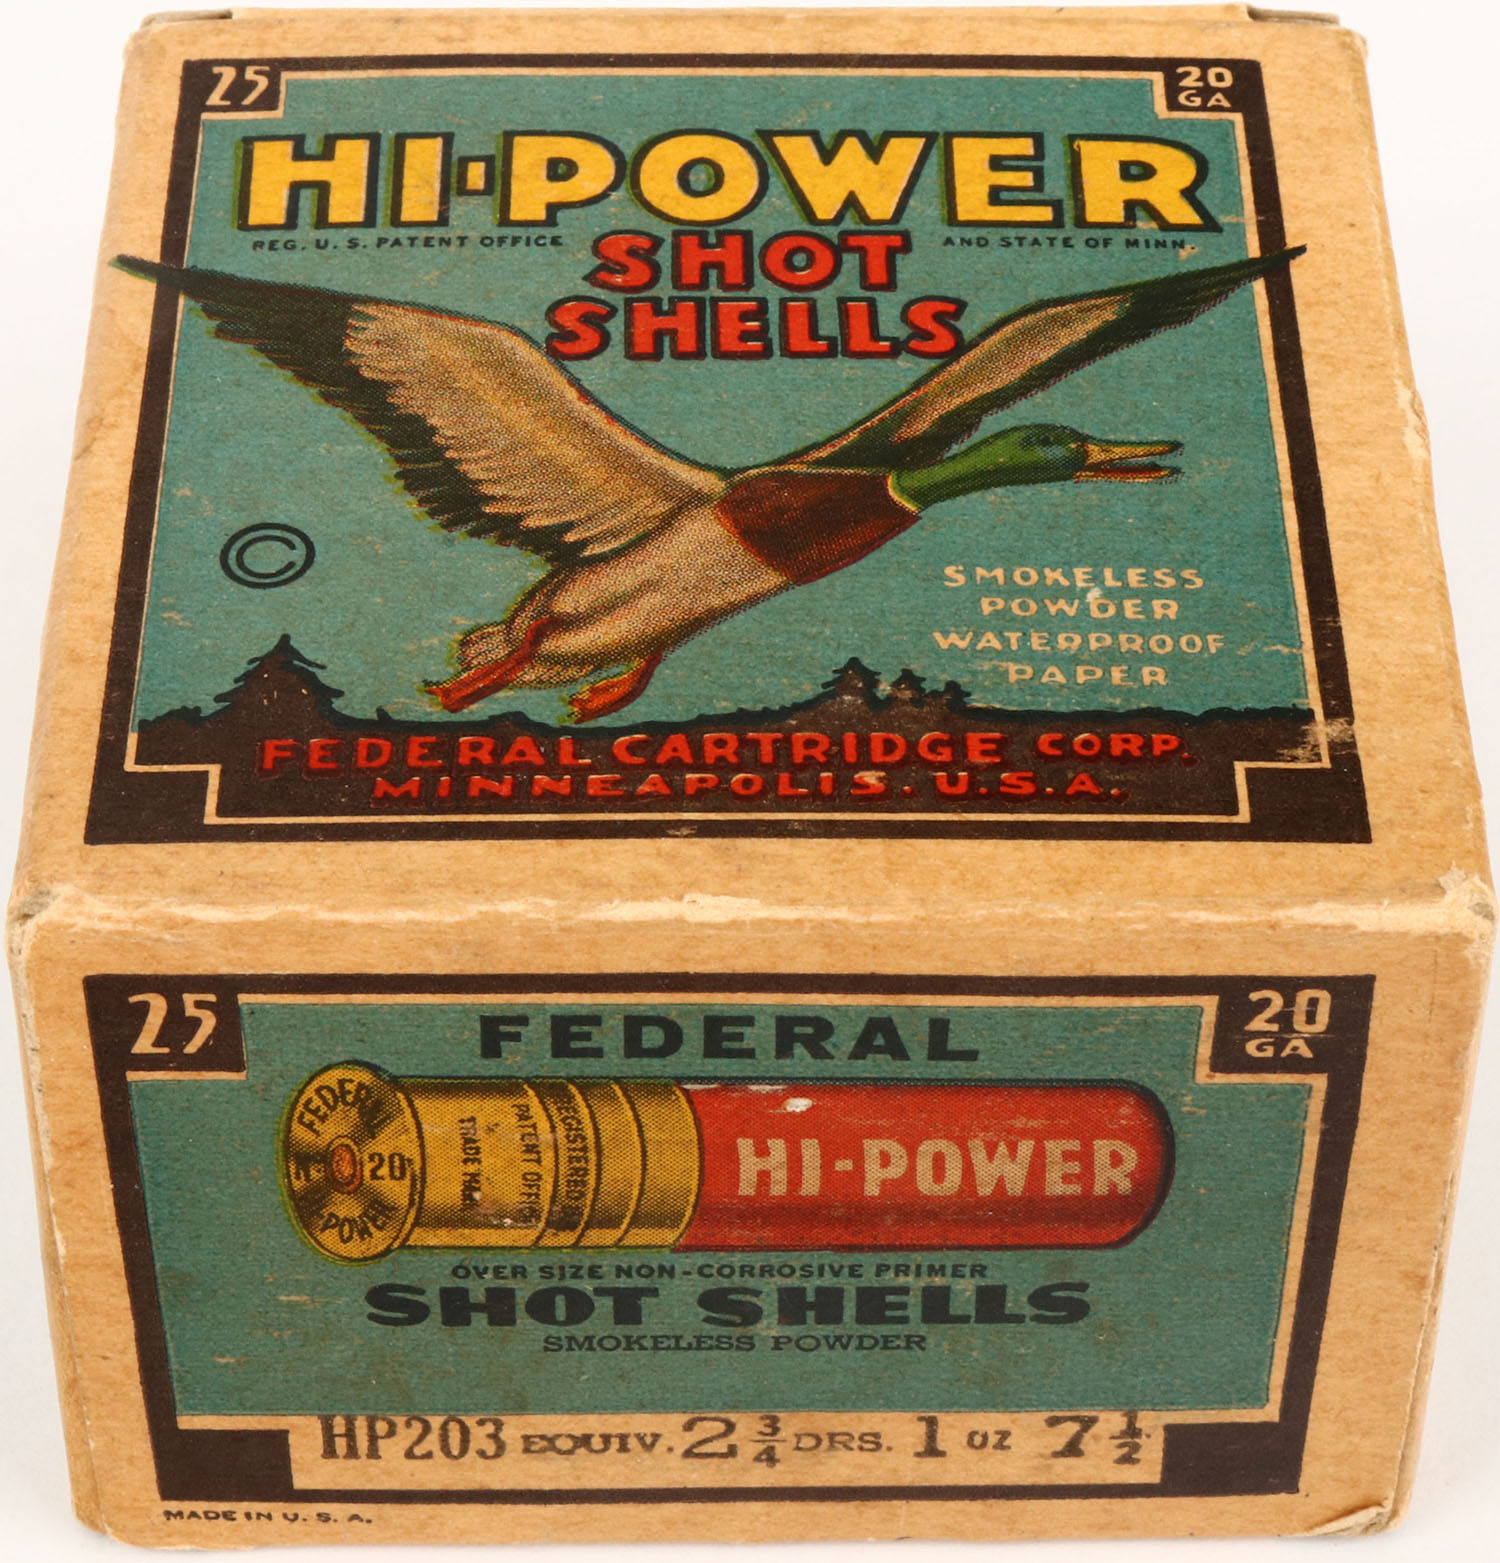 25
20
GA
HI-POWER
REG. U. S. PATENT OFFICE
AND STATE OF MINN.
SHOT
SHELLS
©
SMOKELESS
POWDER
WATERPROOF
PAPER
FEDERAL CARTRIDGE CORP.
MINNEAPOLIS. U.S.A.
25
20
GA
FEDERAL
FEDERAL
20
POWER
TRADE MARK
PATENT OFFICE
REGISTERED
HI-POWER
OVER SIZE NON-CORROSIVE PRIMER
SHOT SHELLS
SMOKELESS POWDER
HP203 EQUIV. 2 3/4 DRS. 1 OZ 7 1/2
MADE IN U. S. A.